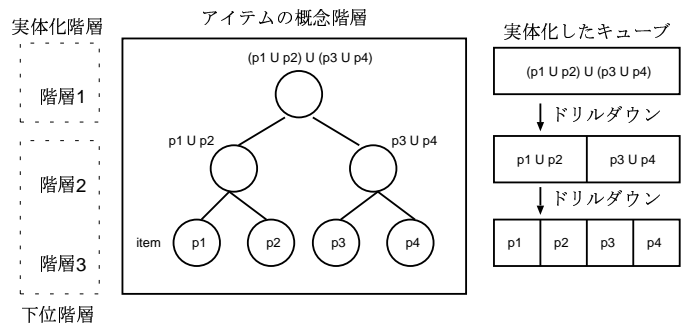 アイテムの概念階層
実体化階層
実体化したキューブ
(p1 U p2) U (p3 U p4)
(p1 U p2) U (p3 U p4)
階層1
ドリルダウン
p1 U p2
p3 U p4
p1 U p2
p3 U p4
階層2
ドリルダウン
item
p1
p2
p3
p4
p1
p2
p3
p4
階層3
下位階層